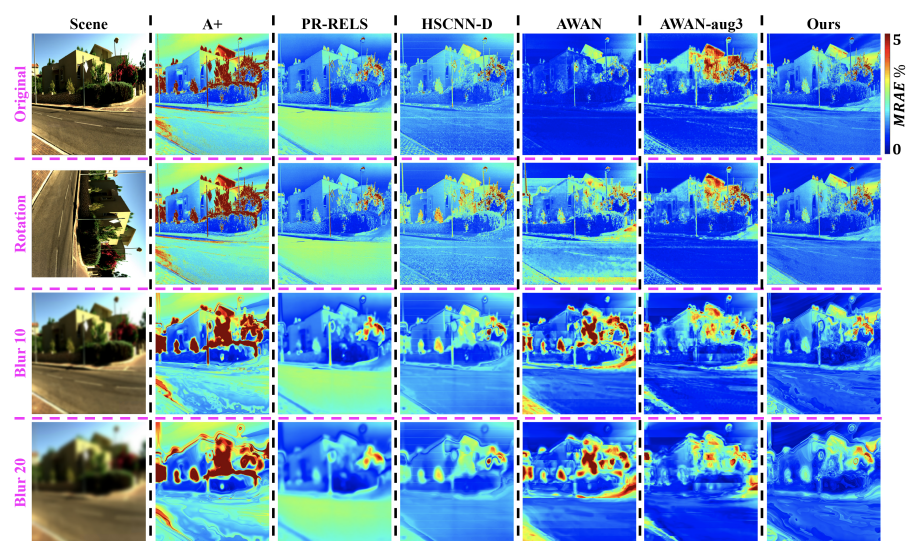 Scene A+ PR-RELS HSCNN-D AWAN AWAN-aug3 Ours
Original
5
MRAE %
0
Rotation
Blur 10
Blur 20